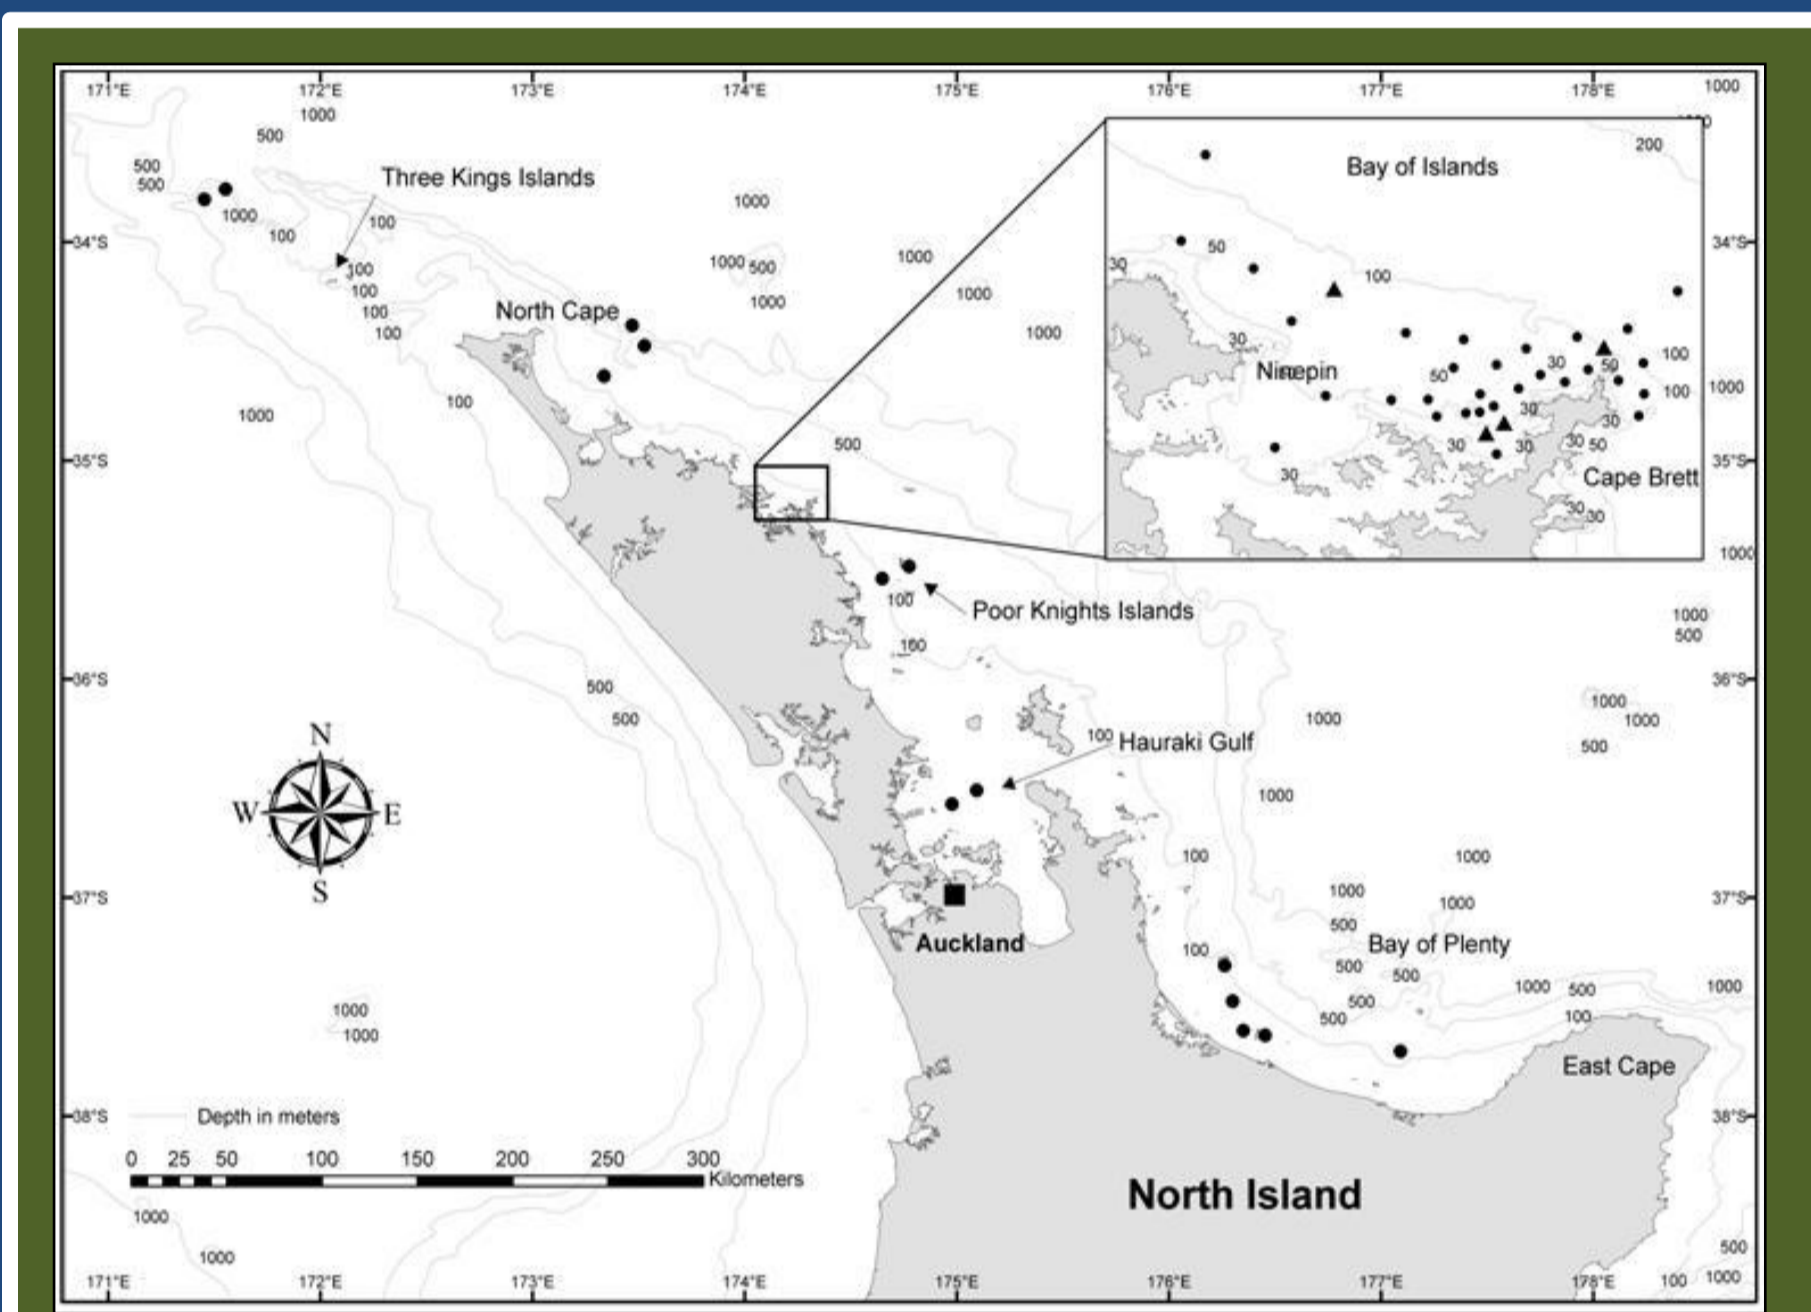 171°E 172°E 173°E 174°E 175°E 176°E 177°E 178°E 1000
1000
500
500
500
Three Kings Islands
1000
100
100
100
100
100
100
1000
1000 500
1000
1000
1000
1000
34°S
34°S
North Cape
100
1000
500
Bay of Islands
200
50
100
30
30
Ninepin
50
30
50
100
100
30
30
30
30
30 50
30
Cape Brett
30
30
1000
1000
35°S
35°S
100
Poor Knights Islands
100
1000
500
36°S
36°S
500
500
1000
1000
1000
500
100
Hauraki Gulf
1000
N
W E
S
100
1000
1000
1000
500
37°S
37°S
Auckland
100
Bay of Plenty
500
500
500
500
1000
500
1000
100
1000
1000
East Cape
38°S
38°S
Depth in meters
0 25 50 100 150 200 250 300
Kilometers
North Island
1000
1000
500
100 1000
171°E 172°E 173°E 174°E 175°E 176°E 177°E 178°E